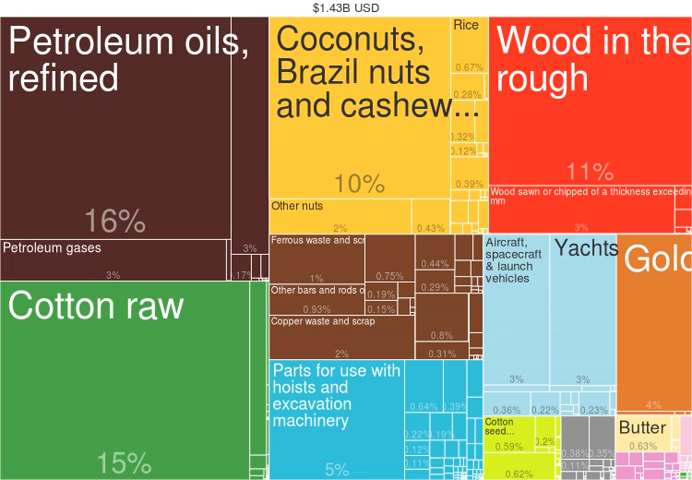 $1.43B USD
Petroleum oils,
refined
16%
3%
Petroleum gases
3%
.17%
Cotton raw
15%
Coconuts,
Brazil nuts
and cashew...
10%
Other nuts
2%
0.43%
Rice
0.67%
0.28%
0.32%
0.12%
0.39%
Wood in the
rough
11%
Wood sawn or chipped of a thickness exceedin
mm
3%
Ferrous waste and scr
1%
0.75%
0.44%
0.29%
Other bars and rods o
0.93%
0.19%
0.15%
Copper waste and scrap
2%
0.8%
0.31%
Parts for use with
hoists and
excavation
machinery
5%
0.64%
0.39%
0.22%
0.19%
0.12%
0.11%
Aircraft,
spacecraft
& launch
vehicles
3%
Yachts
3%
0.36%
0.22%
0.23%
Gold
4%
Cotton
seed...
0.59%
0.2%
0.62%
0.38%
0.35%
0.11%
Butter
0.63%